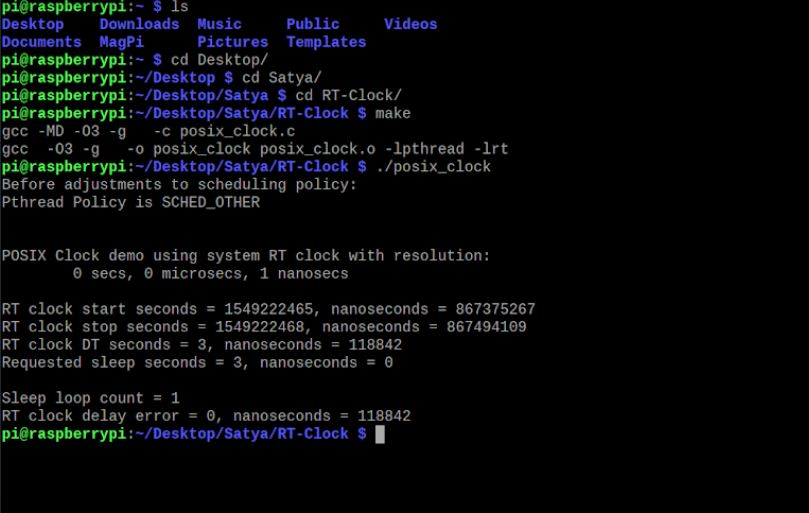 pi@raspberrypi:~ $ ls
Desktop    Downloads  Music     Public     Videos
Documents  MagPi      Pictures  Templates
pi@raspberrypi:~ $ cd Desktop/
pi@raspberrypi:~/Desktop $ cd Satya/
pi@raspberrypi:~/Desktop/Satya $ cd RT-Clock/
pi@raspberrypi:~/Desktop/Satya/RT-Clock $ make
gcc -MD -O3 -g   -c posix_clock.c
gcc  -O3 -g   -o posix_clock posix_clock.o -lpthread -lrt
pi@raspberrypi:~/Desktop/Satya/RT-Clock $ ./posix_clock
Before adjustments to scheduling policy:
Pthread Policy is SCHED_OTHER
POSIX Clock demo using system RT clock with resolution:
        0 secs, 0 microsecs, 1 nanosecs
RT clock start seconds = 1549222465, nanoseconds = 867375267
RT clock stop seconds = 1549222468, nanoseconds = 867494109
RT clock DT seconds = 3, nanoseconds = 118842
Requested sleep seconds = 3, nanoseconds = 0
Sleep loop count = 1
RT clock delay error = 0, nanoseconds = 118842
pi@raspberrypi:~/Desktop/Satya/RT-Clock $